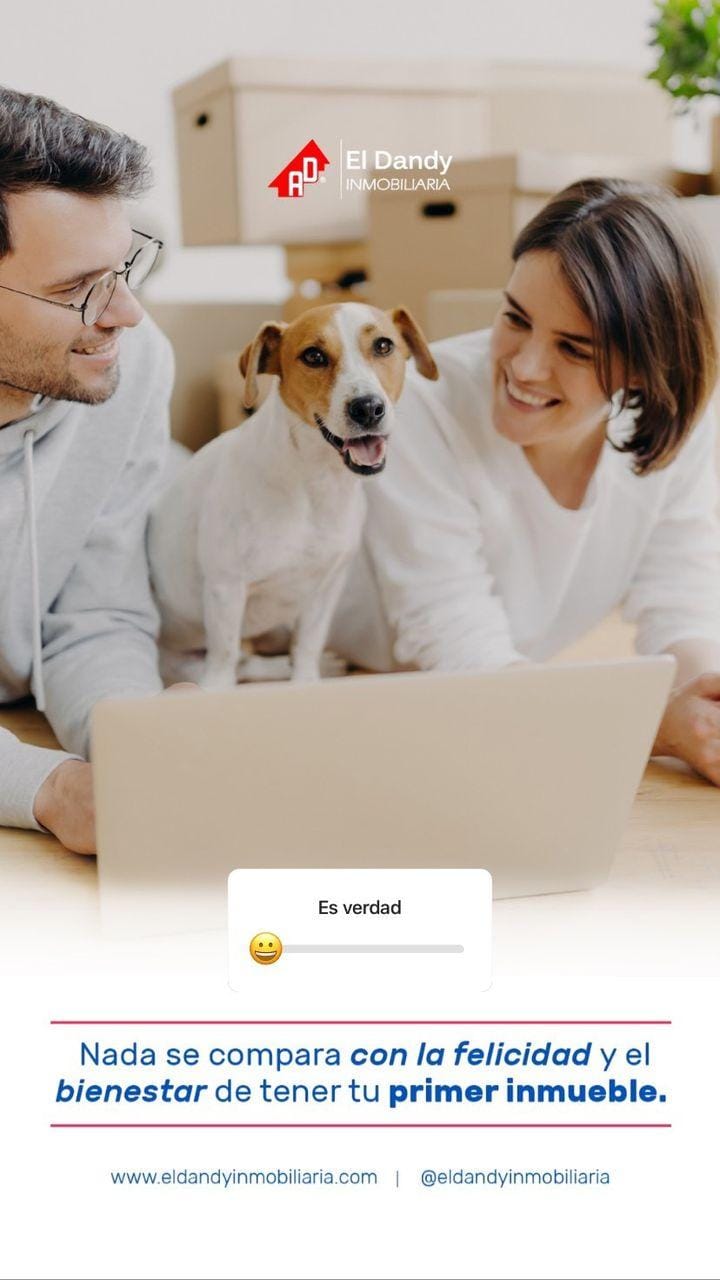 AD
El Dandy
INMOBILIARIA
Es verdad
Nada se compara con la felicidad y el
bienestar de tener tu primer inmueble.
www.eldandyinmobiliaria.com | @eldandyinmobiliaria